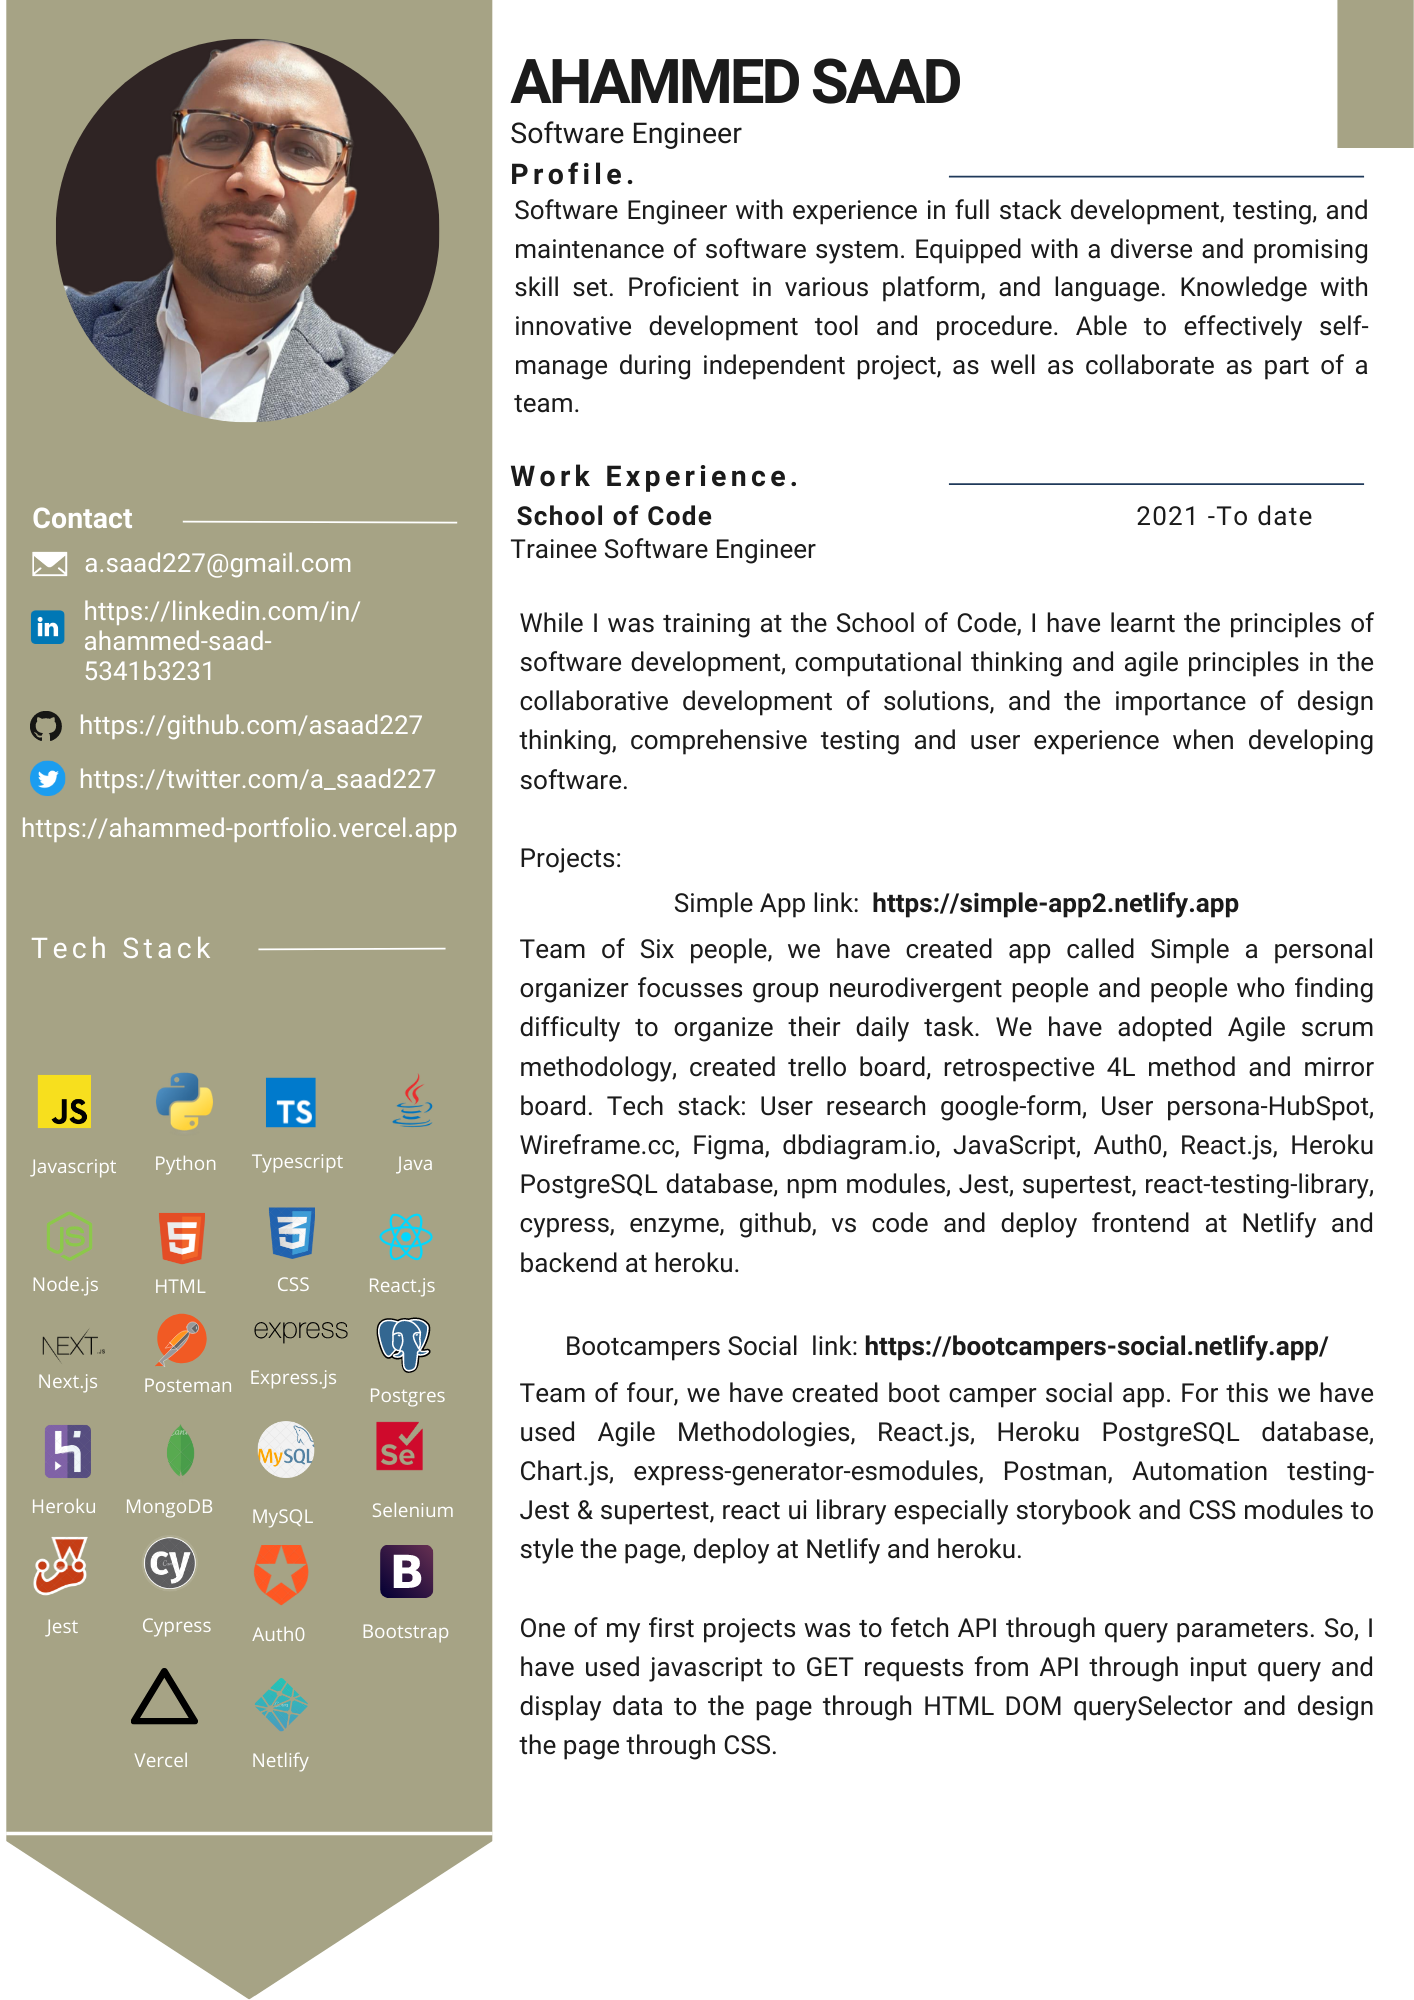 AHAMMED SAAD
Software Engineer
Profile.
Software Engineer with experience in full stack development, testing, and
maintenance of software system. Equipped with a diverse and promising
skill set. Proficient in various platform, and language. Knowledge with
innovative development tool and procedure. Able to effectively self-
manage during independent project, as well as collaborate as part of a
team.
Work Experience.
School of Code 2021 -To date
Trainee Software Engineer
While I was training at the School of Code, I have learnt the principles of
software development, computational thinking and agile principles in the
collaborative development of solutions, and the importance of design
thinking, comprehensive testing and user experience when developing
software.
Projects:
Simple App link: https://simple-app2.netlify.app
Team of Six people, we have created app called Simple a personal
organizer focusses group neurodivergent people and people who finding
difficulty to organize their daily task. We have adopted Agile scrum
methodology, created trello board, retrospective 4L method and mirror
board. Tech stack: User research google-form, User persona-HubSpot,
Wireframe.cc, Figma, dbdiagram.io, JavaScript, Auth0, React.js, Heroku
PostgreSQL database, npm modules, Jest, supertest, react-testing-library,
cypress, enzyme, github, vs code and deploy frontend at Netlify and
backend at heroku.
Bootcampers Social link: https://bootcampers-social.netlify.app/
Team of four, we have created boot camper social app. For this we have
used Agile Methodologies, React.js, Heroku PostgreSQL database,
Chart.js, express-generator-esmodules, Postman, Automation testing-
Jest & supertest, react ui library especially storybook and CSS modules to
style the page, deploy at Netlify and heroku.
One of my first projects was to fetch API through query parameters. So, I
have used javascript to GET requests from API through input query and
display data to the page through HTML DOM querySelector and design
the page through CSS.
Contact
a.saad227@gmail.com
in
https://linkedin.com/in/
ahammed-saad-
5341b3231
https://github.com/asaad227
https://twitter.com/a_saad227
https://ahammed-portfolio.vercel.app
Tech Stack
JS TS
Javascript Python Typescript Java
JS 5 3
Node.js HTML CSS React.js
NEXT.JS express
Next.js Posteman Express.js Postgres
MySQL Se
Heroku MongoDB MySQL Selenium
cy B
Jest Cypress Auth0 Bootstrap
Vercel Netlify